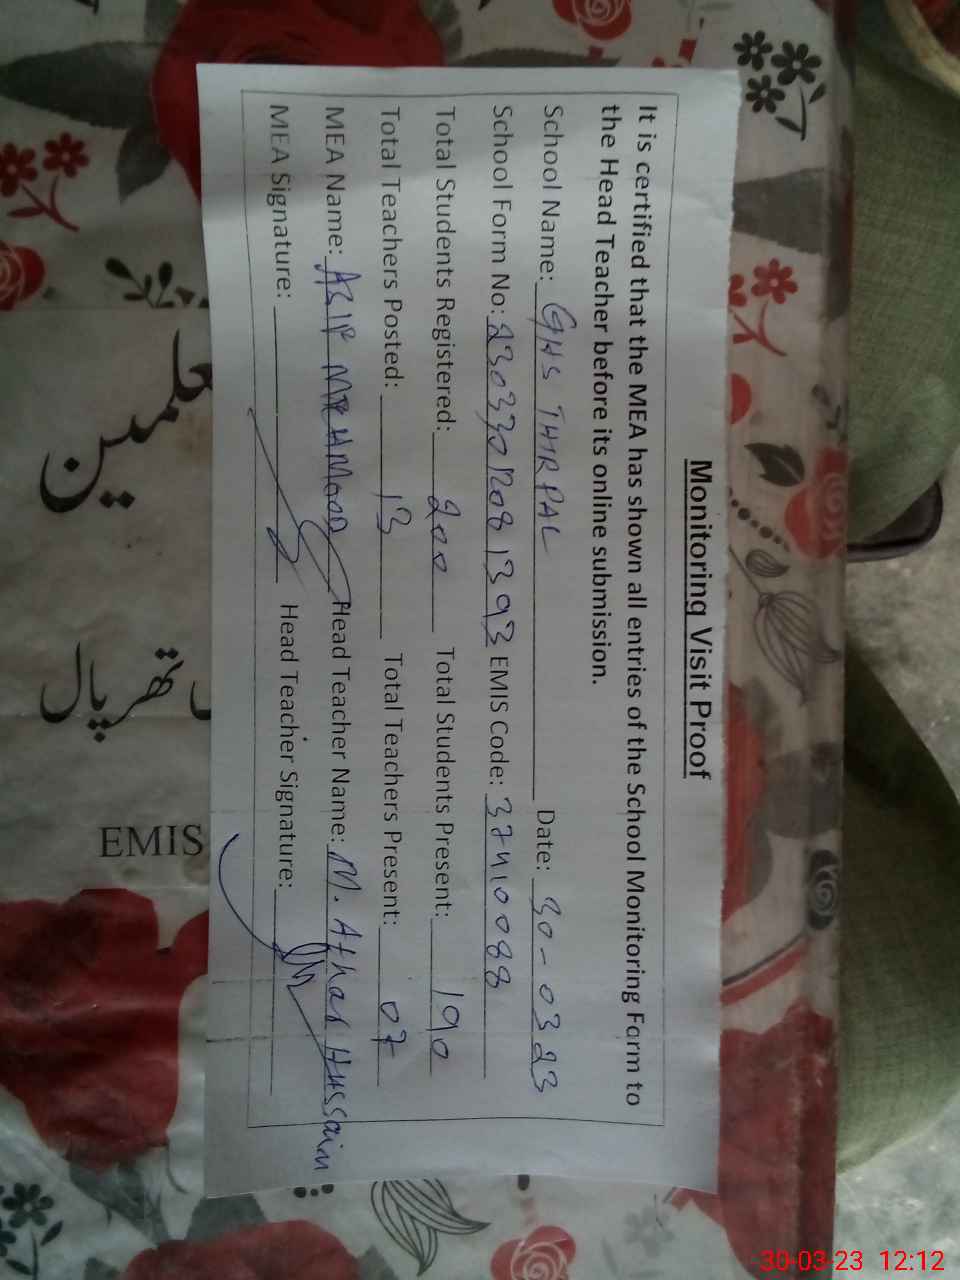 Monitoring Visit Proof
It is certified that the MEA has shown all entries of the School Monitoring Form to
the Head Teacher before its online submission.
School Name: GHS THIRPAL Date: 30-03 23
School Form No: 2303301208 1393 EMIS Code: 37410088
Total Students Registered: 200 Total Students Present: 190
Total Teachers Posted: 13 Total Teachers Present: 07
MEA Name: ASIF MEHMOOD Head Teacher Name: M. Athar Hussain
MEA Signature: Head Teacher Signature:
تھرپال
EMIS
30-03-23 12:12